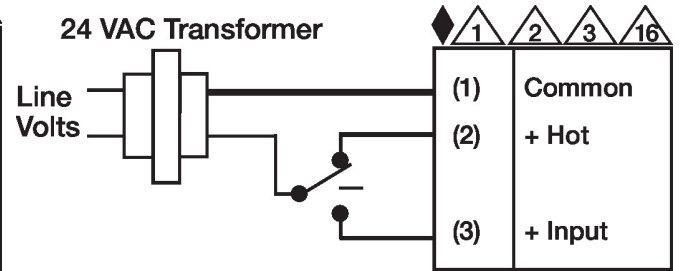 24 VAC Transformer
1 2 3 16
Line
Volts
(1) Common
(2) + Hot
(3) + Input